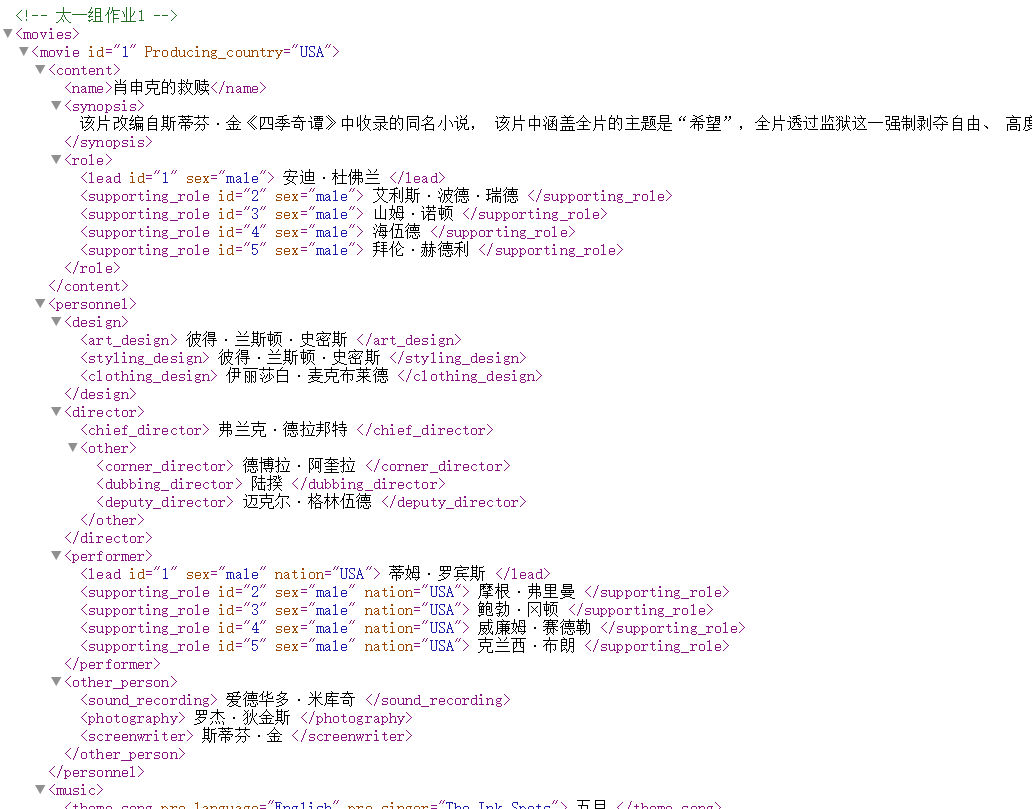 <!-- 太一组作业1 -->
<movies>
<movie id="1" Producing_country="USA">
<content>
<name>肖申克的救赎</name>
<synopsis>
该片改编自斯蒂芬·金《四季奇谭》中收录的同名小说， 该片中涵盖全片的主题是“希望”，全片透过监狱这一强制剥夺自由、 高度
</synopsis>
<role>
<lead id="1" sex="male"> 安迪·杜佛兰 </lead>
<supporting_role id="2" sex="male"> 艾利斯·波德·瑞德 </supporting_role>
<supporting_role id="3" sex="male"> 山姆·诺顿 </supporting_role>
<supporting_role id="4" sex="male"> 海伍德 </supporting_role>
<supporting_role id="5" sex="male"> 拜伦·赫德利 </supporting_role>
</role>
</content>
<personnel>
<design>
<art_design> 彼得·兰斯顿·史密斯 </art_design>
<styling_design> 彼得·兰斯顿·史密斯 </styling_design>
<clothing_design> 伊丽莎白·麦克布莱德 </clothing_design>
</design>
<director>
<chief_director> 弗兰克·德拉邦特 </chief_director>
<other>
<corner_director> 德博拉·阿奎拉 </corner_director>
<dubbing_director> 陆揆 </dubbing_director>
<deputy_director> 迈克尔·格林伍德 </deputy_director>
</other>
</director>
<performer>
<lead id="1" sex="male" nation="USA"> 蒂姆·罗宾斯 </lead>
<supporting_role id="2" sex="male" nation="USA"> 摩根·弗里曼 </supporting_role>
<supporting_role id="3" sex="male" nation="USA"> 鲍勃·冈顿 </supporting_role>
<supporting_role id="4" sex="male" nation="USA"> 威廉姆·赛德勒 </supporting_role>
<supporting_role id="5" sex="male" nation="USA"> 克兰西·布朗 </supporting_role>
</performer>
<other_person>
<sound_recording> 爱德华多·米库奇 </sound_recording>
<photography> 罗杰·狄金斯 </photography>
<screenwriter> 斯蒂芬·金 </screenwriter>
</other_person>
</personnel>
<music>
<theme_song pro_language="English" pro_singer="The Ink Spots"> 五月 </theme_song>